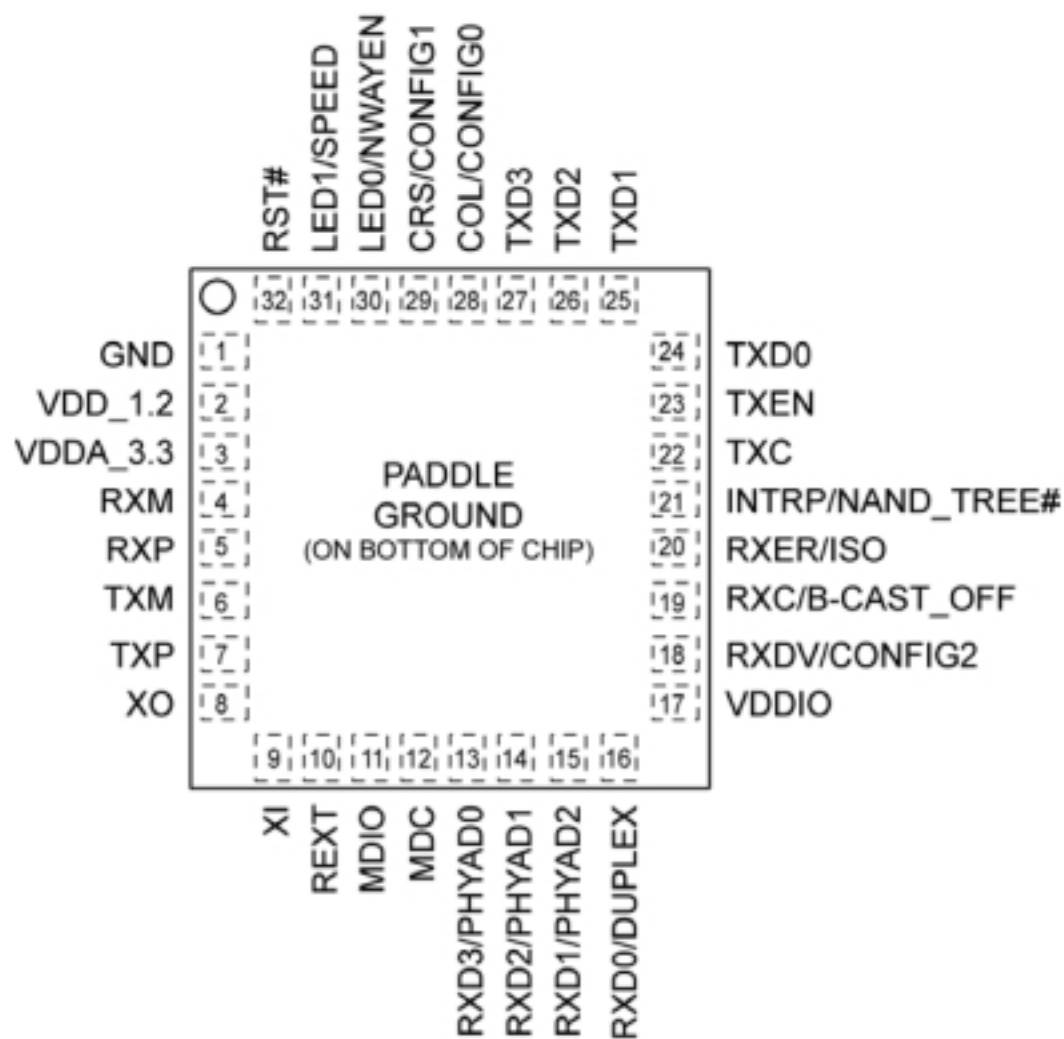 RST#
LED1/SPEED
LED0/NWAYEN
CRS/CONFIG1
COL/CONFIG0
TXD3
TXD2
TXD1
32 31 30 29 28 27 26 25
GND 1
VDD_1.2 2
VDDA_3.3 3
RXM 4
RXP 5
TXM 6
TXP 7
XO 8
PADDLE
GROUND
(ON BOTTOM OF CHIP)
24 TXD0
23 TXEN
22 TXC
21 INTRP/NAND_TREE#
20 RXER/ISO
19 RXC/B-CAST_OFF
18 RXDV/CONFIG2
17 VDDIO
9 10 11 12 13 14 15 16
XI
REXT
MDIO
MDC
RXD3/PHYAD0
RXD2/PHYAD1
RXD1/PHYAD2
RXD0/DUPLEX